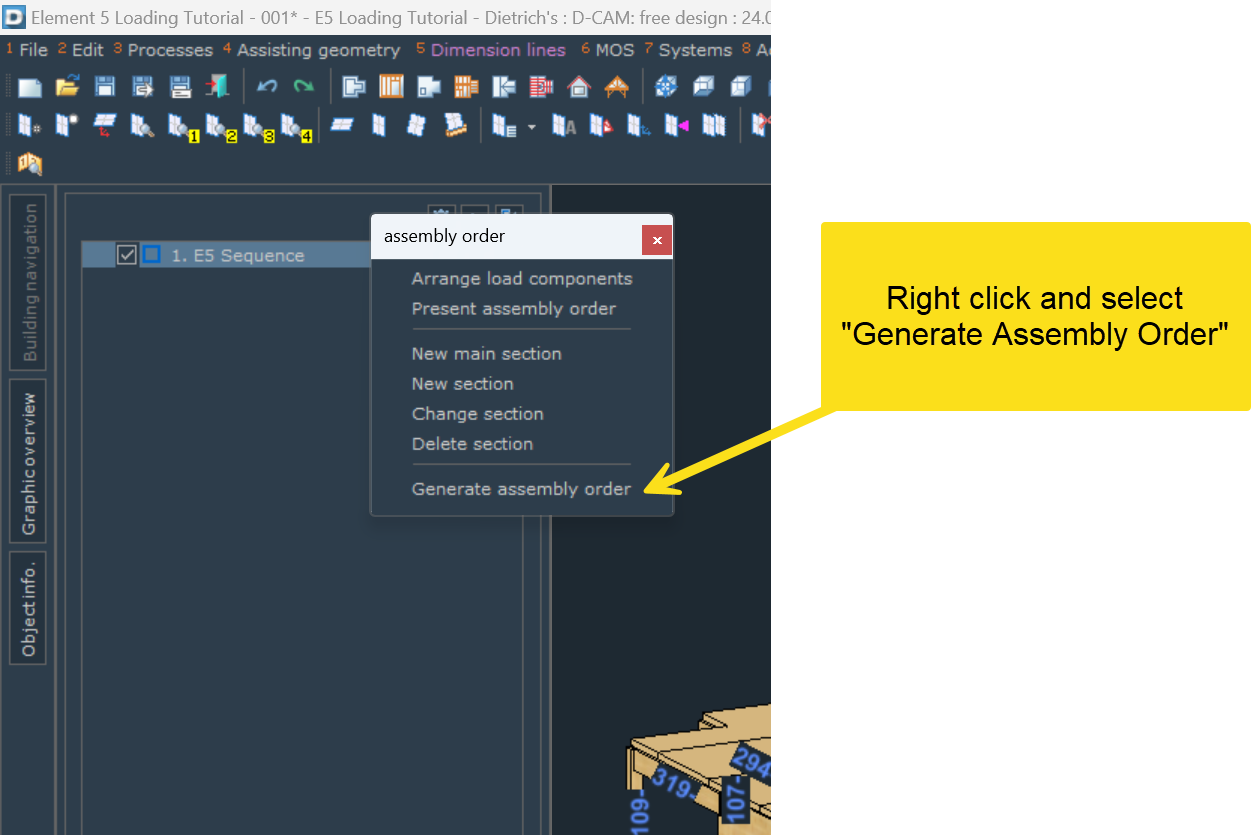 D Element 5 Loading Tutorial - 001* - E5 Loading Tutorial - Dietrich's : D-CAM: free design : 24.0
1 File 2 Edit 3 Processes 4 Assisting geometry 5 Dimension lines 6 MOS 7 Systems 8 A
1 2 3 4
A
Building navigation
Graphic overview
Object info.
1. E5 Sequence
assembly order
Arrange load components
Present assembly order
New main section
New section
Change section
Delete section
Generate assembly order
Right click and select
"Generate Assembly Order"
294
319-
107-
109-